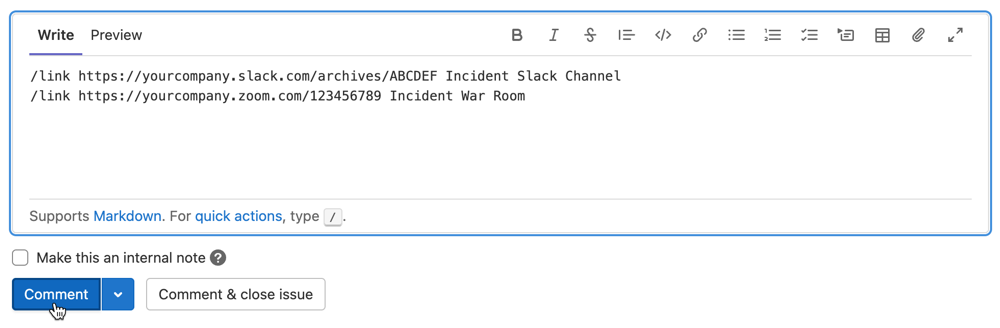 Write Preview
/link https://yourcompany.slack.com/archives/ABCDEF Incident Slack Channel
/link https://yourcompany.zoom.com/123456789 Incident War Room
Supports Markdown. For quick actions, type /.
Make this an internal note ?
Comment Comment & close issue